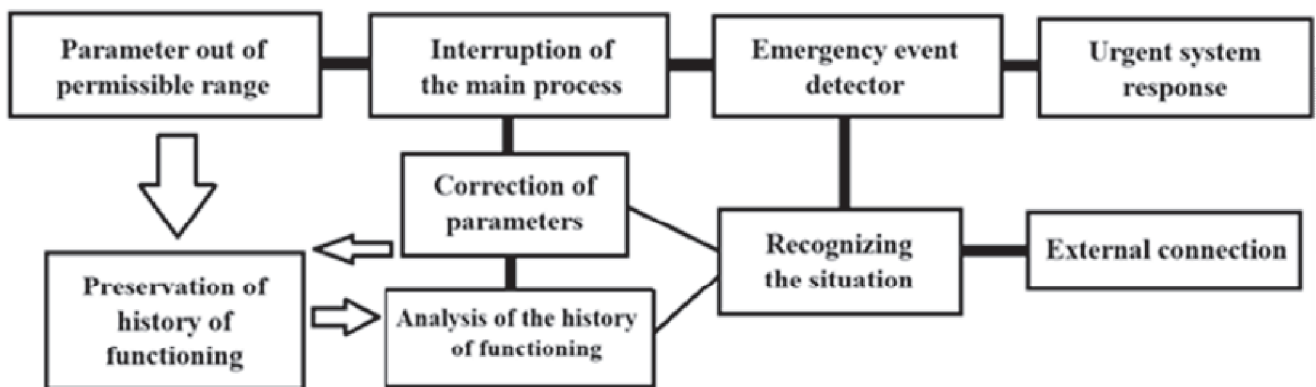 Parameter out of
permissible range
Interruption of
the main process
Emergency event
detector
Urgent system
response
Correction of
parameters
Recognizing
the situation
External connection
Preservation of
history of
functioning
Analysis of the history
of functioning